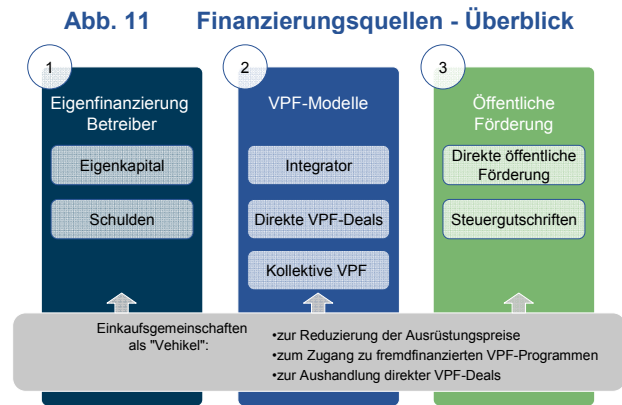 Abb. 11 Finanzierungsquellen - Überblick
1
Eigenfinanzierung
Betreiber
Eigenkapital
Schulden
2
VPF-Modelle
Integrator
Direkte VPF-Deals
Kollektive VPF
3
Öffentliche
Förderung
Direkte öffentliche
Förderung
Steuergutschriften
Einkaufsgemeinschaften
als "Vehikel":
•zur Reduzierung der Ausrüstungspreise
•zum Zugang zu fremdfinanzierten VPF-Programmen
•zur Aushandlung direkter VPF-Deals